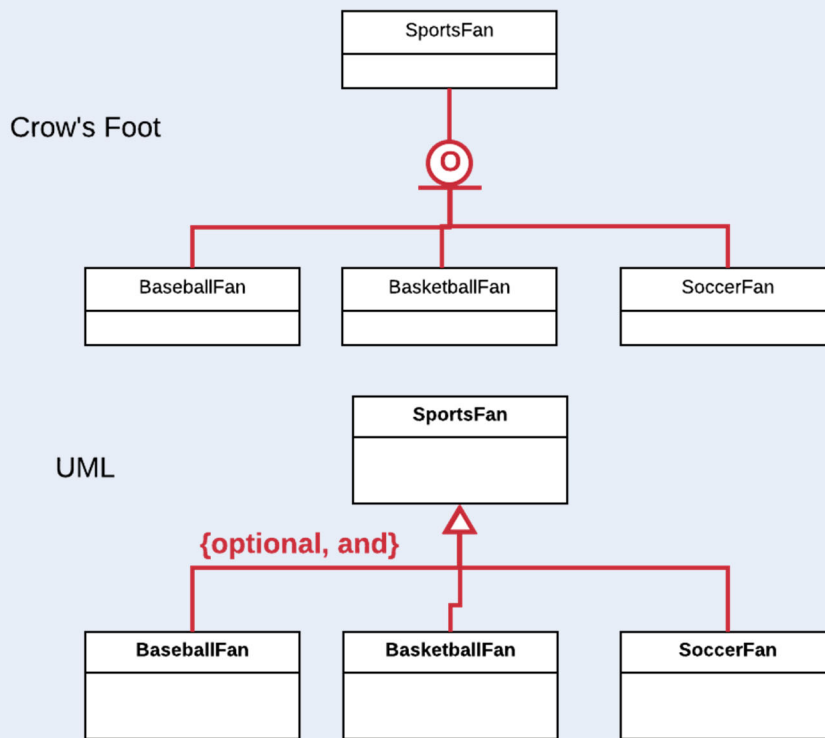 SportsFan
Crow's Foot
O
BaseballFan
BasketballFan
SoccerFan
SportsFan
UML
{optional, and}
BaseballFan
BasketballFan
SoccerFan